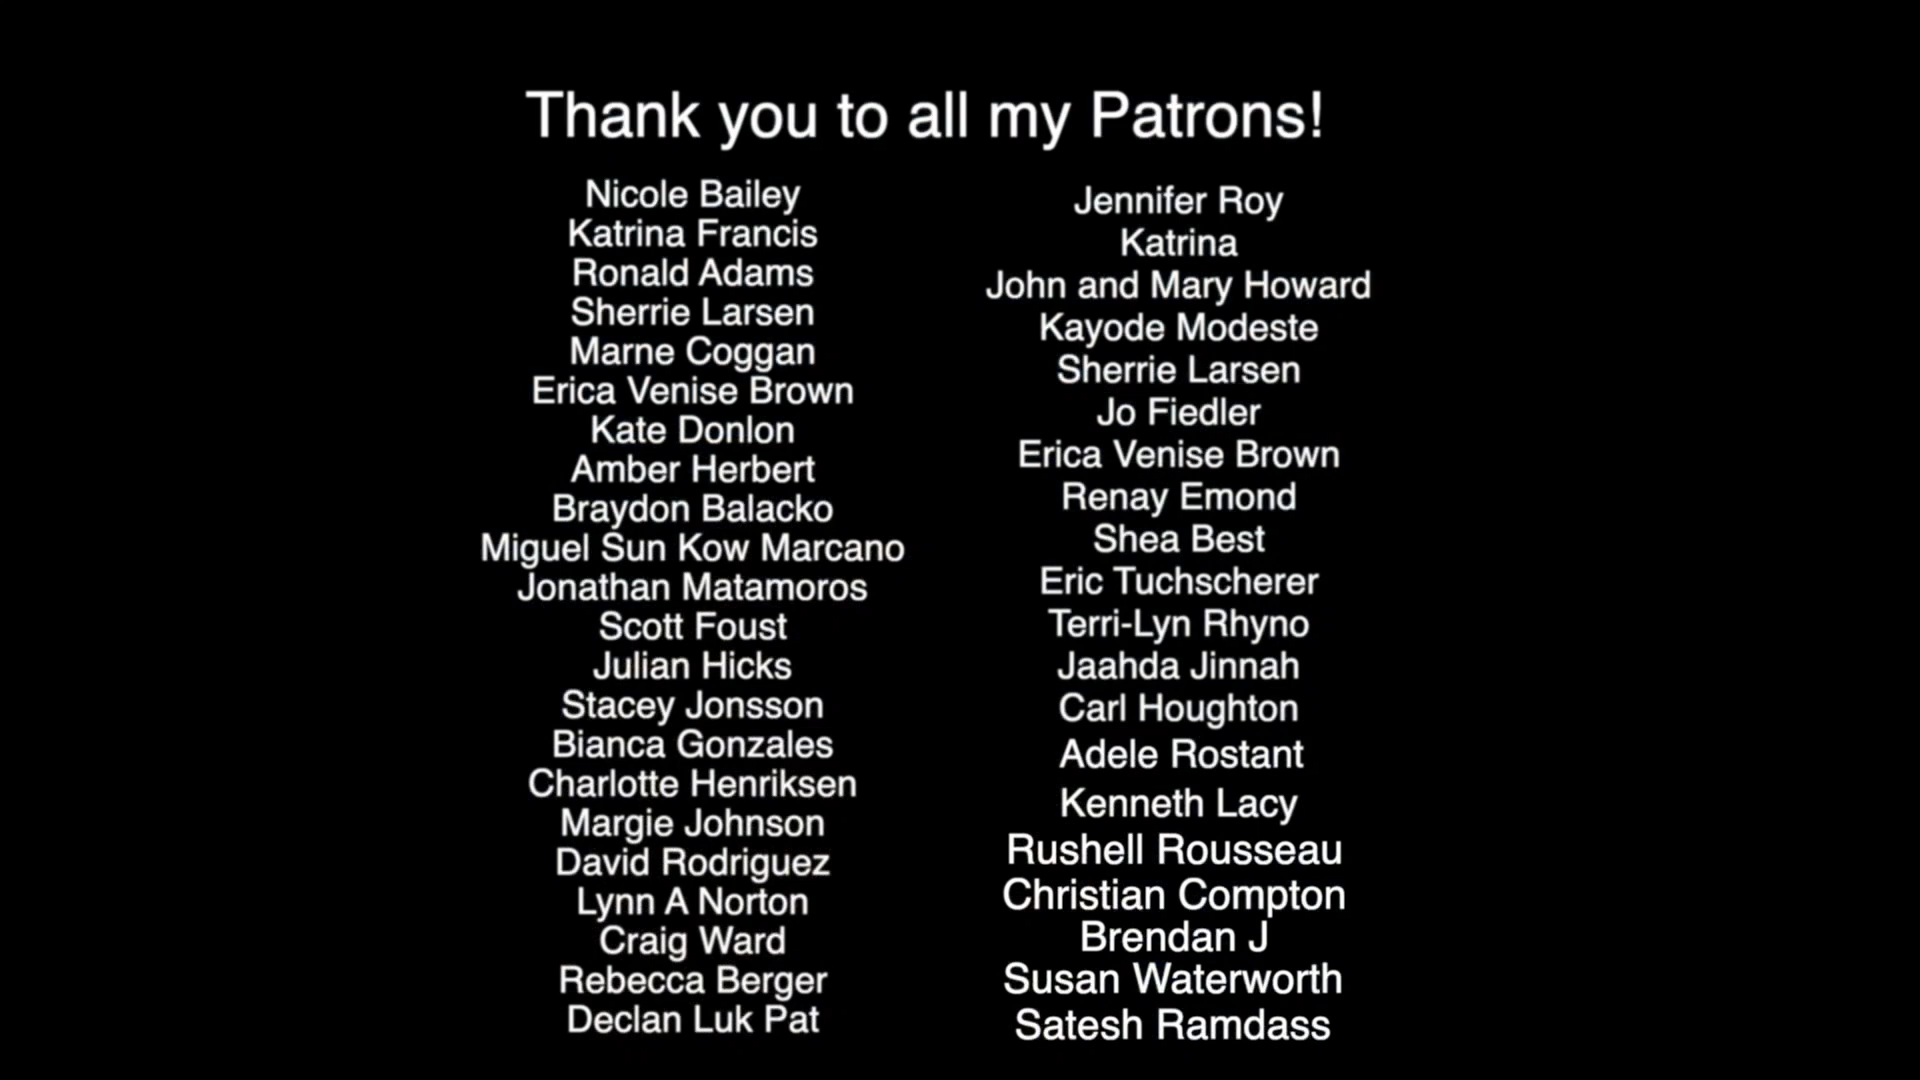 Thank you to all my Patrons!
Nicole Bailey
Katrina Francis
Ronald Adams
Sherrie Larsen
Marne Coggan
Erica Venise Brown
Kate Donlon
Amber Herbert
Braydon Balacko
Miguel Sun Kow Marcano
Jonathan Matamoros
Scott Foust
Julian Hicks
Stacey Jonsson
Bianca Gonzales
Charlotte Henriksen
Margie Johnson
David Rodriguez
Lynn A Norton
Craig Ward
Rebecca Berger
Declan Luk Pat
Jennifer Roy
Katrina
John and Mary Howard
Kayode Modeste
Sherrie Larsen
Jo Fiedler
Erica Venise Brown
Renay Emond
Shea Best
Eric Tuchscherer
Terri-Lyn Rhyno
Jaahda Jinnah
Carl Houghton
Adele Rostant
Kenneth Lacy
Rushell Rousseau
Christian Compton
Brendan J
Susan Waterworth
Satesh Ramdass